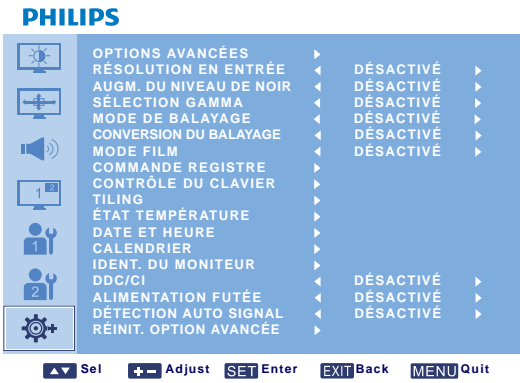 PHILIPS
OPTIONS AVANCÉES
RÉSOLUTION EN ENTRÉE DÉSACTIVÉ
AUGM. DU NIVEAU DE NOIR DÉSACTIVÉ
SÉLECTION GAMMA DÉSACTIVÉ
MODE DE BALAYAGE DÉSACTIVÉ
CONVERSION DU BALAYAGE DÉSACTIVÉ
MODE FILM DÉSACTIVÉ
COMMANDE REGISTRE
CONTRÔLE DU CLAVIER
TILING
ÉTAT TEMPÉRATURE
DATE ET HEURE
CALENDRIER
IDENT. DU MONITEUR
DDC/CI DÉSACTIVÉ
ALIMENTATION FUTÉE DÉSACTIVÉ
DÉTECTION AUTO SIGNAL DÉSACTIVÉ
RÉINIT. OPTION AVANCÉE
1 2
1
2
Sel + - Adjust SET Enter EXIT Back MENU Quit